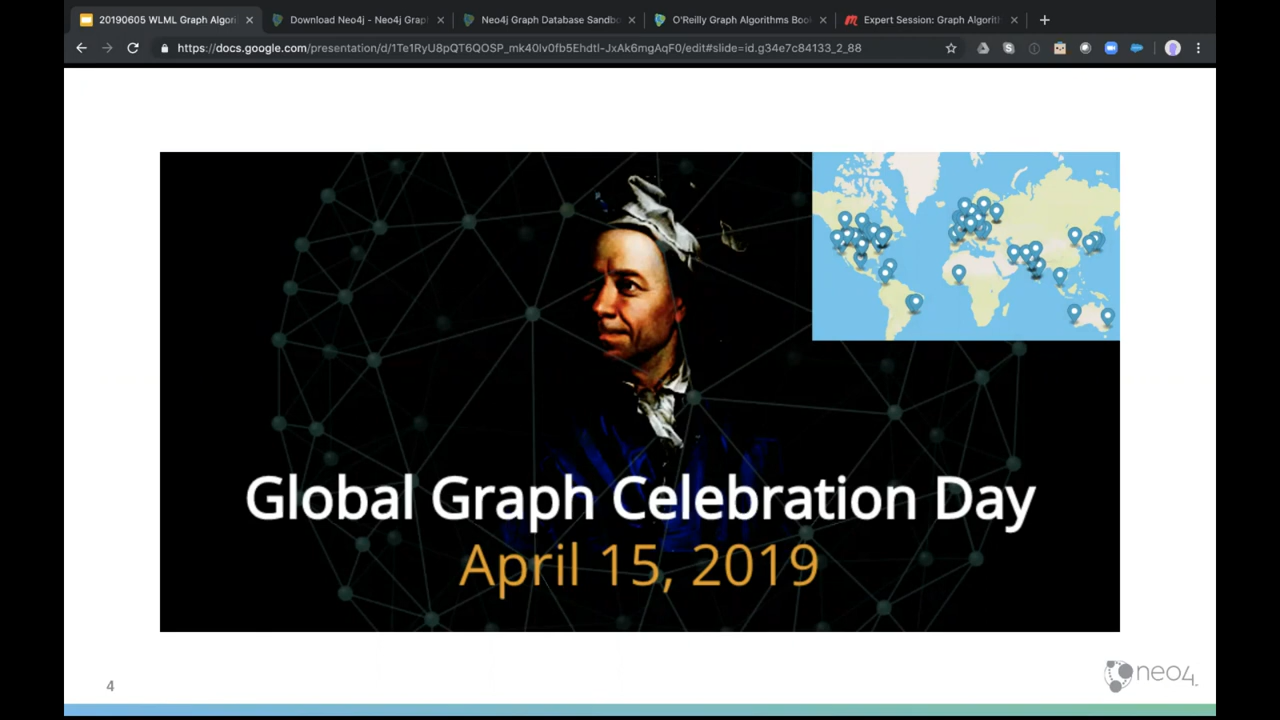 20190605 WLML Graph Algori
Download Neo4j - Neo4j Grap
Neo4j Graph Database Sandbo
O'Reilly Graph Algorithms Boo
Expert Session: Graph Algorith
https://docs.google.com/presentation/d/1Te1RyU8pQT6QOSP_mk40lv0fb5Ehdtl-JxAk6mgAqF0/edit#slide=id.g34e7c84133_2_88
Global Graph Celebration Day
April 15, 2019
4
neo4j